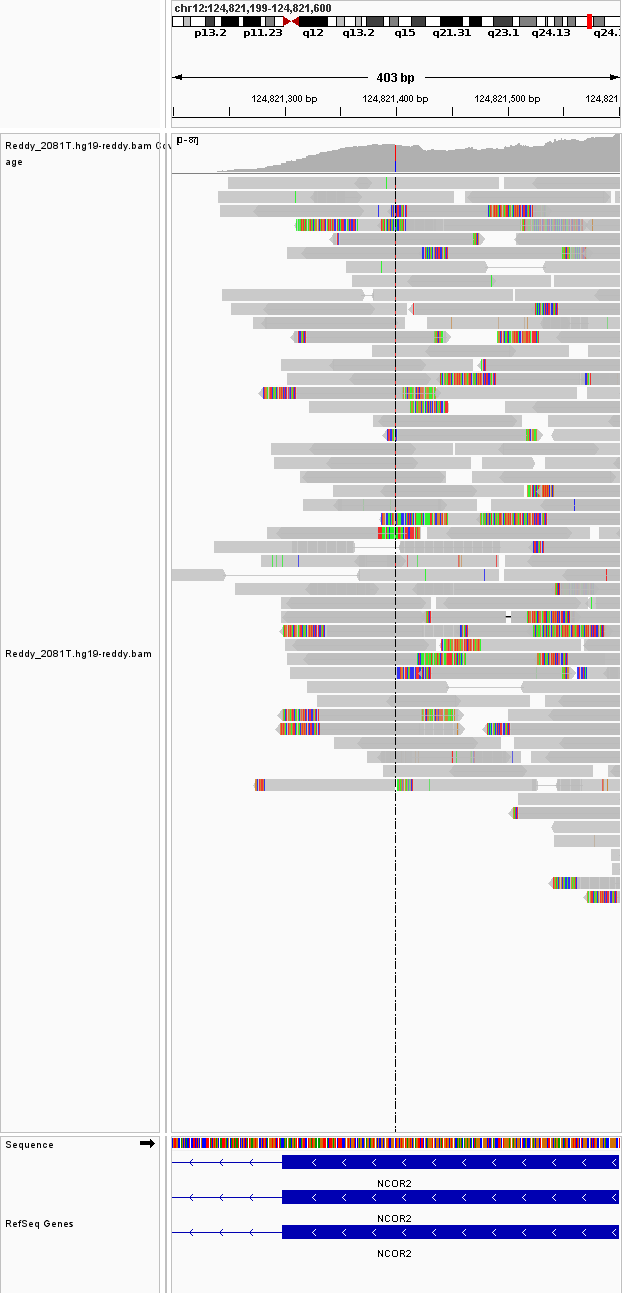 chr12:124,821,199-124,821,600
p13.2 p11.23 q12 q13.2 q15 q21.31 q23.1 q24.13 q24.
403 bp
124,821,300 bp 124,821,400 bp 124,821,500 bp 124,821
Reddy_2081T.hg19-reddy.bam Cov
age
[0 - 87]
Reddy_2081T.hg19-reddy.bam
Sequence
NCOR2
NCOR2
RefSeq Genes
NCOR2